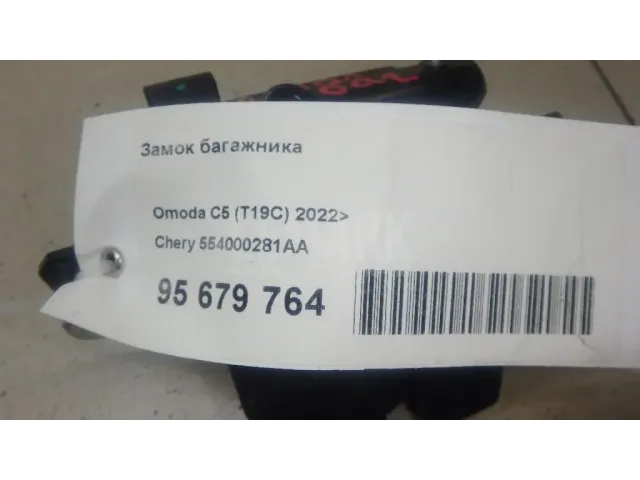 Замок багажника
Omoda C5 (T19C) 2022>
Chery 554000281AA
95 679 764